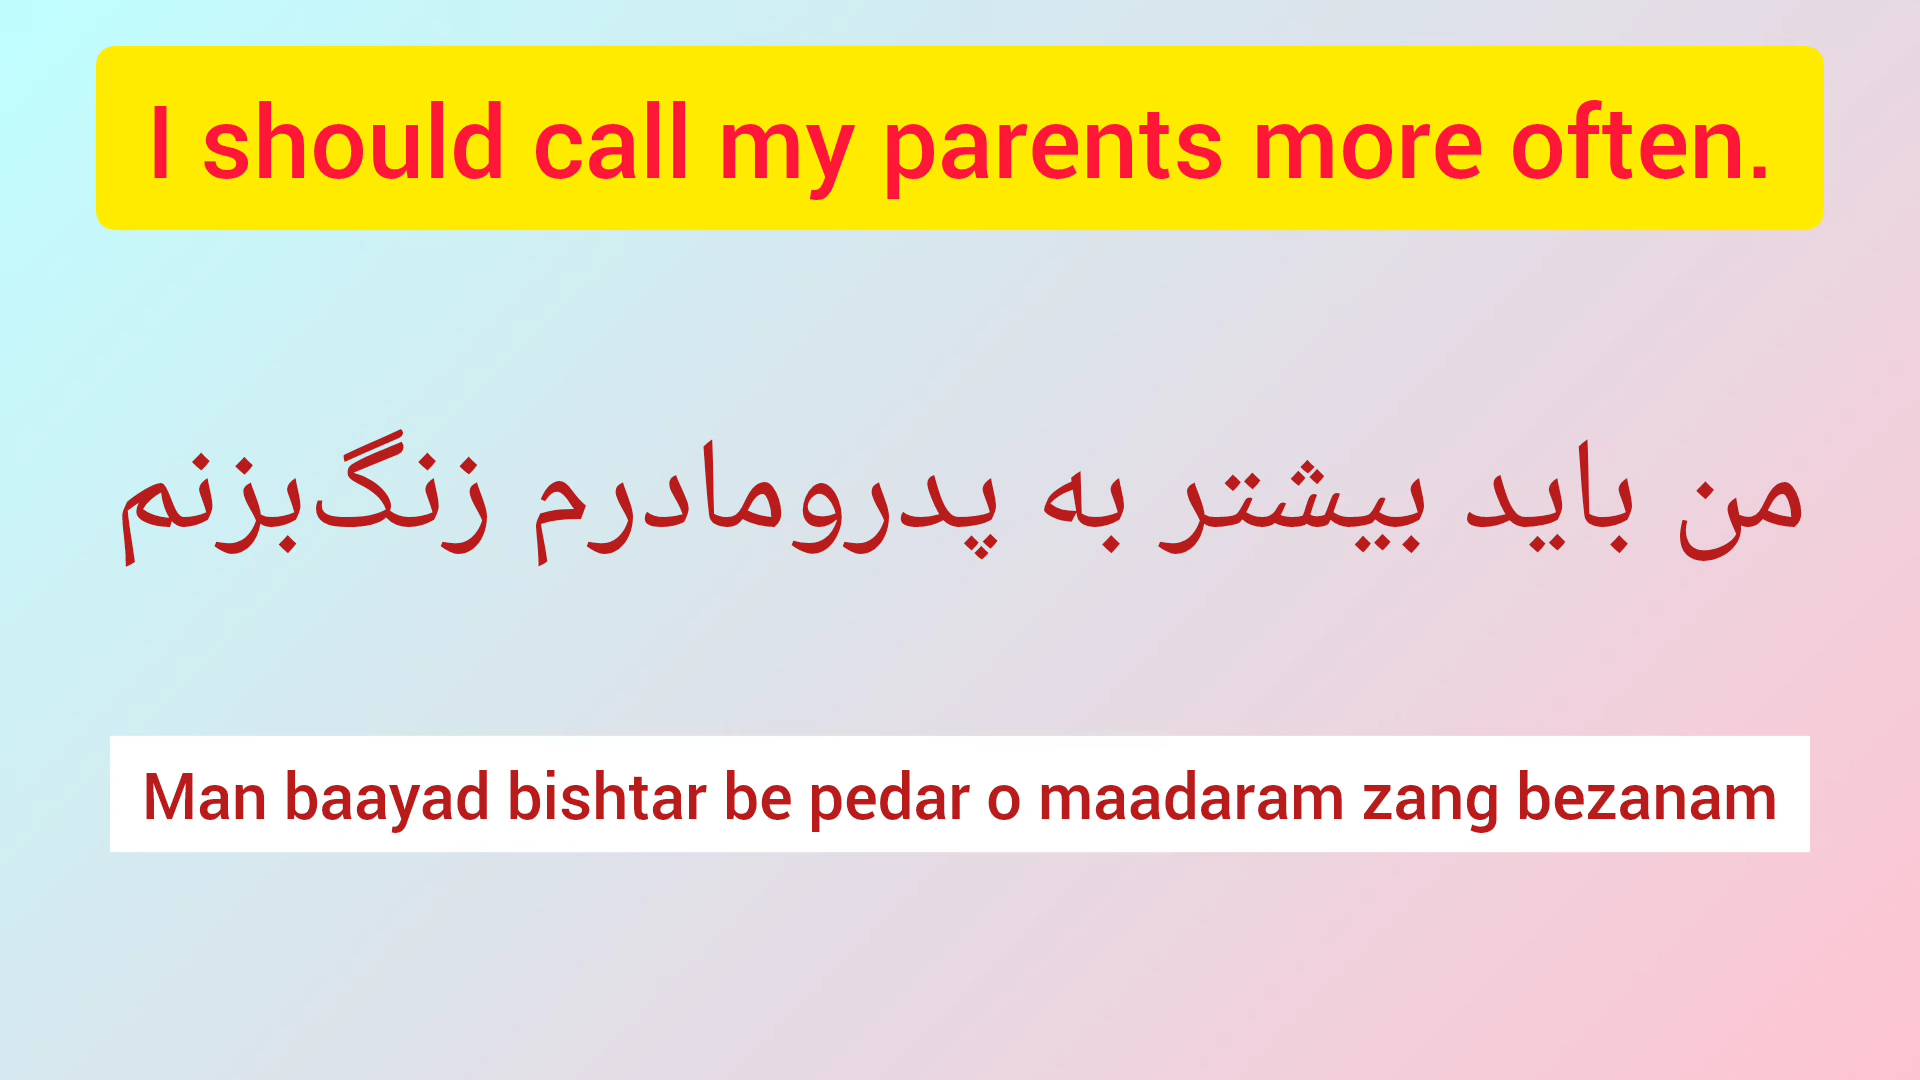 I should call my parents more often.
من باید بیشتر به پدرومادرم زنگ‌بزنم
Man baayad bishtar be pedar o maadaram zang bezanam